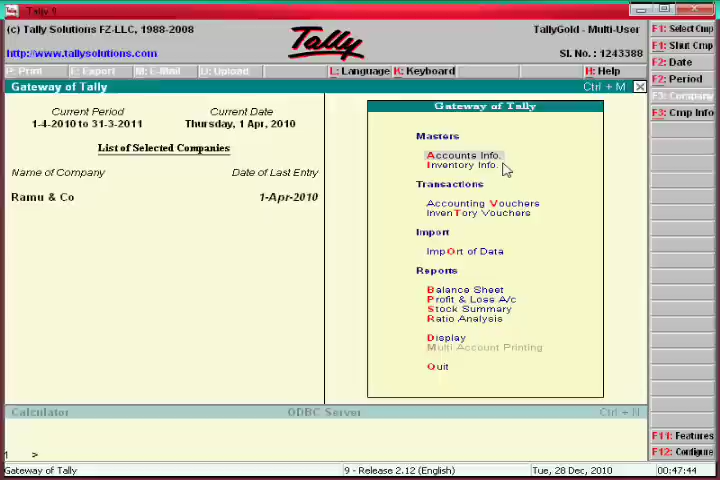 Tally 9
(c) Tally Solutions FZ-LLC, 1988-2008
http://www.tallysolutions.com
Tally
TallyGold - Multi-User
Sl. No. : 1243388
P: Print
E: Export
M: E-Mail
U: Upload
L: Language
K: Keyboard
H: Help
Gateway of Tally
Ctrl + M
Current Period
Current Date
1-4-2010 to 31-3-2011
Thursday, 1 Apr, 2010
List of Selected Companies
Name of Company
Date of Last Entry
Ramu & Co
1-Apr-2010
Gateway of Tally
Masters
Accounts Info.
Inventory Info.
Transactions
Accounting Vouchers
InvenTory Vouchers
Import
ImpOrt of Data
Reports
Balance Sheet
Profit & Loss A/c
Stock Summary
Ratio Analysis
Display
Multi Account Printing
Quit
F1: Select Cmp
F1: Shut Cmp
F2: Date
F2: Period
F3: Company
F3: Cmp Info
F11: Features
F12: Configure
Calculator
ODBC Server
Ctrl + N
1 >
Gateway of Tally
9 - Release 2.12 (English)
Tue, 28 Dec, 2010
00:47:44